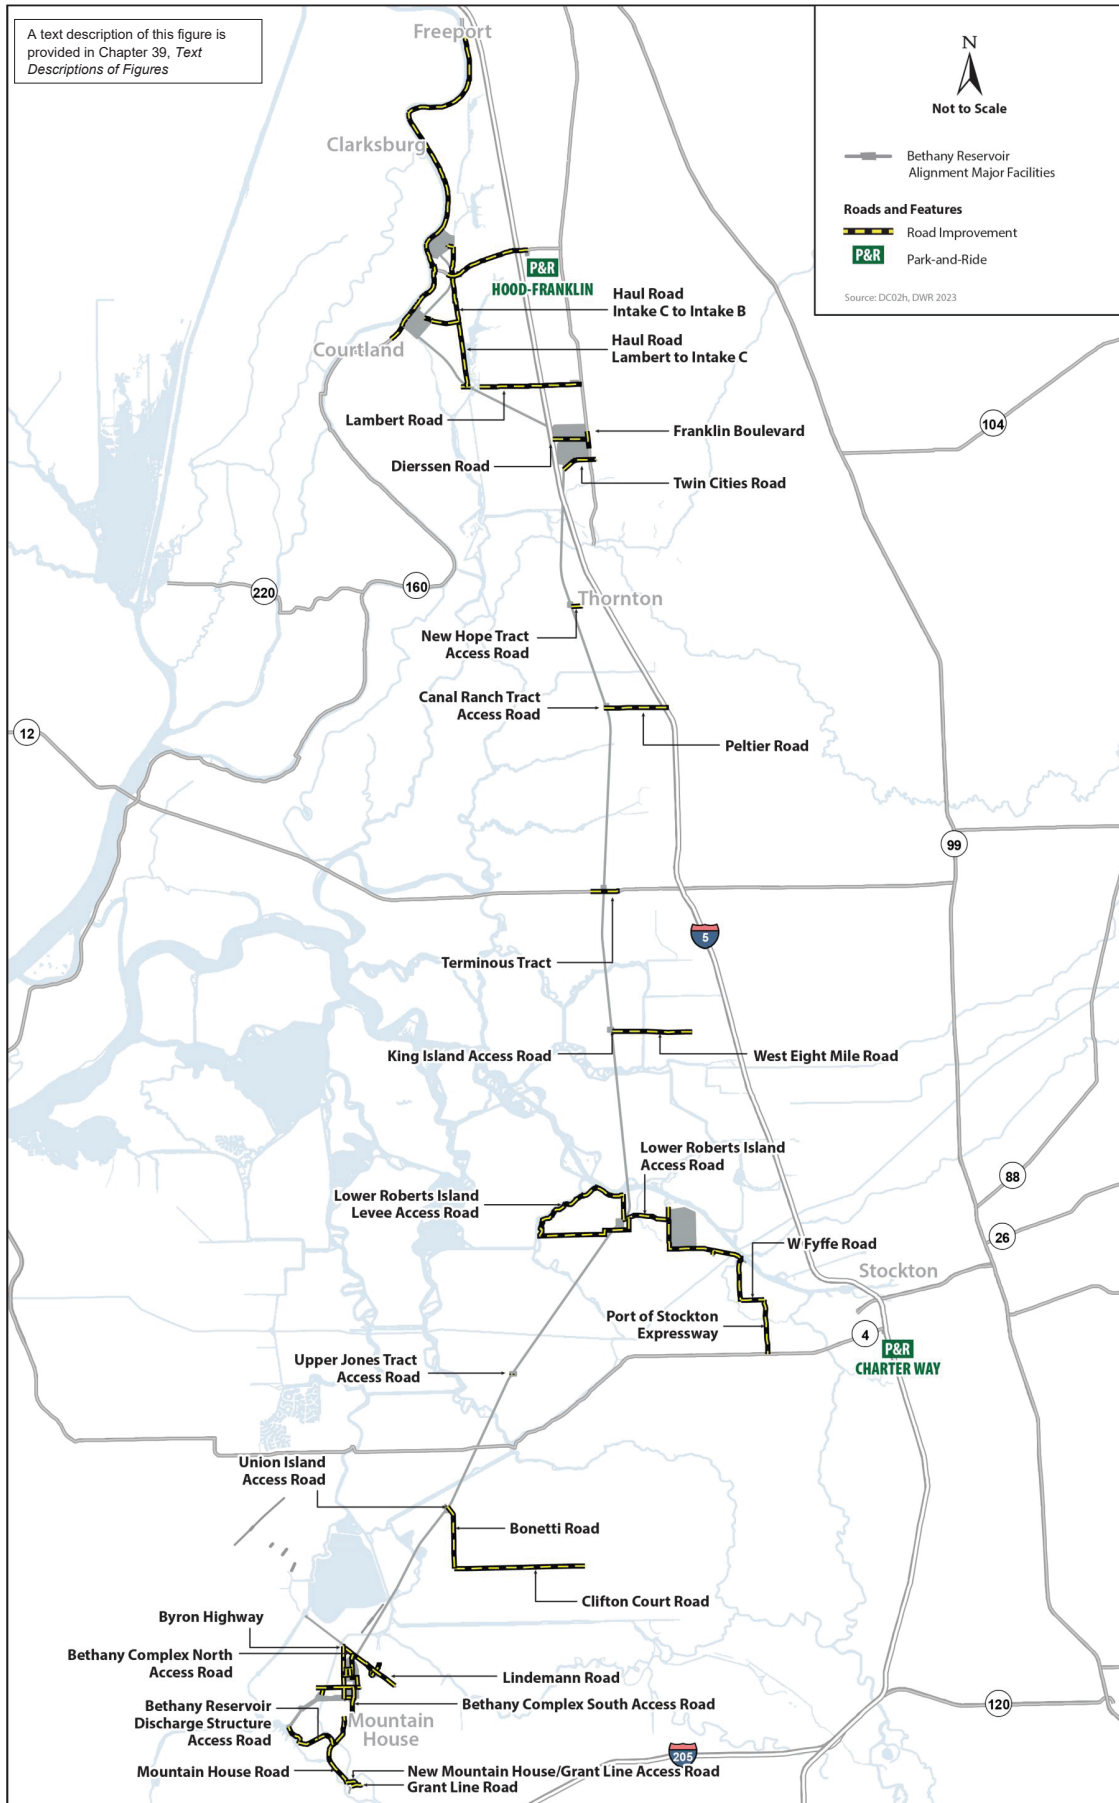 A text description of this figure is
provided in Chapter 39, Text
Descriptions of Figures
N
Not to Scale
Bethany Reservoir
Alignment Major Facilities
Roads and Features
Road Improvement
P&R
Park-and-Ride
Source: DC02h, DWR 2023
Freeport
Clarksburg
P&R
HOOD-FRANKLIN
Haul Road
Intake C to Intake B
Haul Road
Lambert to Intake C
Courtland
Lambert Road
Franklin Boulevard
104
Dierssen Road
Twin Cities Road
220
160
Thornton
New Hope Tract
Access Road
Canal Ranch Tract
Access Road
12
Peltier Road
99
5
Terminous Tract
King Island Access Road
West Eight Mile Road
Lower Roberts Island
Access Road
88
Lower Roberts Island
Levee Access Road
26
W Fyffe Road
Stockton
Port of Stockton
Expressway
4
P&R
CHARTER WAY
Upper Jones Tract
Access Road
Union Island
Access Road
Bonetti Road
Clifton Court Road
Byron Highway
Bethany Complex North
Access Road
Lindemann Road
Bethany Complex South Access Road
120
Bethany Reservoir
Discharge Structure
Access Road
Mountain
House
205
Mountain House Road
New Mountain House/Grant Line Access Road
Grant Line Road